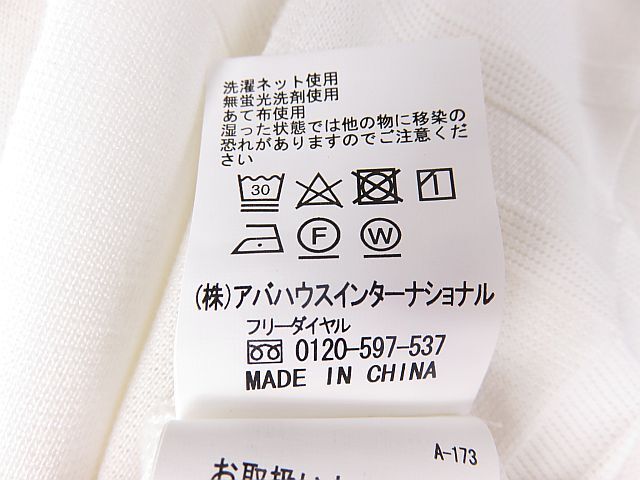 洗濯ネット使用
無蛍光洗剤使用
あて布使用
湿った状態では他の物に移染の
恐れがありますのでご注意くだ
さい
30
F W
(株)アバハウスインターナショナル
フリーダイヤル
0120-597-537
MADE IN CHINA
A-173
お取扱い